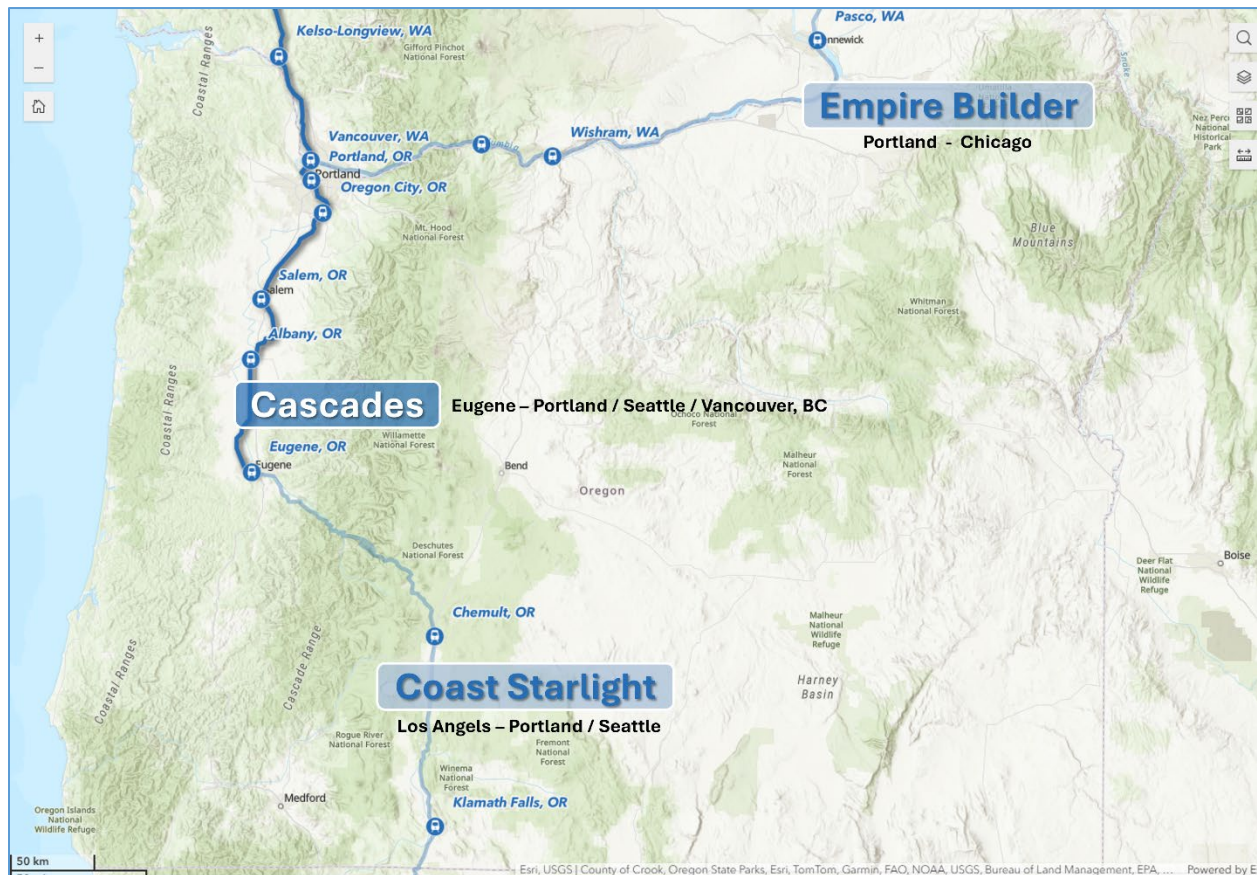 Kelso-Longview, WA
Pasco, WA
nnewick
Gifford Pinchot
National Forest
Coastal Ranges
+
−
Snake
Empire Builder
Portland - Chicago
Nez Perc
National
Historical
Park
Vancouver, WA
Portland, OR
Portland
Oregon City, OR
Wishram, WA
Mt. Hood
National Forest
Blue
Mountains
Salem, OR
alem
Whitman
National Forest
Albany, OR
Coastal Ranges
Cascades
Eugene – Portland / Seattle / Vancouver, BC
Ochoco National
Forest
Willamette
National Forest
Eugene, OR
Eugene
Bend
Malheur
National
Forest
Oregon
Deschutes
National Forest
Boise
Deer Flat
National
Wildlife
Refuge
Chemult, OR
Malheur
National
Wildlife
Refuge
Coastal Ranges
Cascade Range
Coast Starlight
Los Angels – Portland / Seattle
Harney
Basin
Rogue River
National Forest
Fremont
National
Forest
Winema
National
Forest
Medford
Klamath Falls, OR
Oregon Islands
National
Wildlife Refuge
50 km
Esri, USGS | County of Crook, Oregon State Parks, Esri, TomTom, Garmin, FAO, NOAA, USGS, Bureau of Land Management, EPA, ... Powered by E